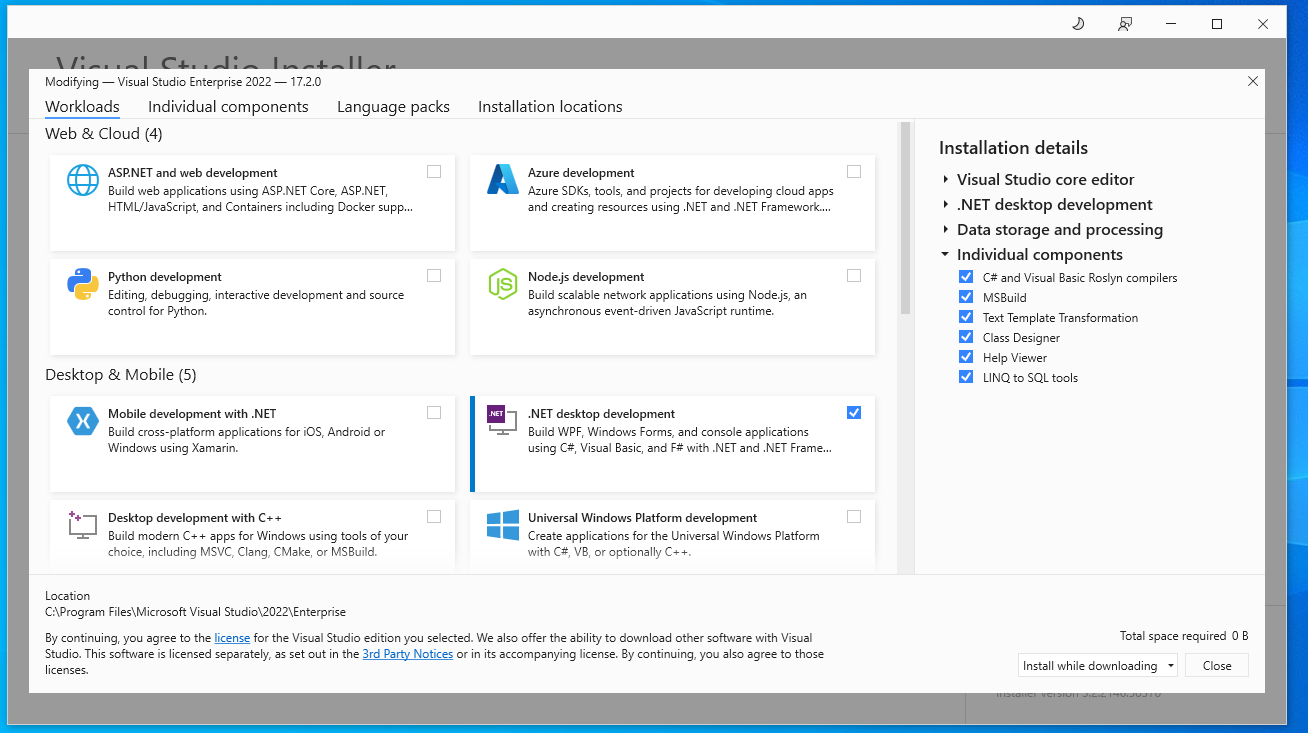 Visual Studio Installer
Modifying — Visual Studio Enterprise 2022 — 17.2.0
Workloads
Individual components
Language packs
Installation locations
Web & Cloud (4)
ASP.NET and web development
Build web applications using ASP.NET Core, ASP.NET,
HTML/JavaScript, and Containers including Docker supp...
Azure development
Azure SDKs, tools, and projects for developing cloud apps
and creating resources using .NET and .NET Framework....
Python development
Editing, debugging, interactive development and source
control for Python.
JS
Node.js development
Build scalable network applications using Node.js, an
asynchronous event-driven JavaScript runtime.
Desktop & Mobile (5)
Mobile development with .NET
Build cross-platform applications for iOS, Android or
Windows using Xamarin.
.NET
.NET desktop development
Build WPF, Windows Forms, and console applications
using C#, Visual Basic, and F# with .NET and .NET Frame...
Desktop development with C++
Build modern C++ apps for Windows using tools of your
choice, including MSVC, Clang, CMake, or MSBuild.
Universal Windows Platform development
Create applications for the Universal Windows Platform
with C#, VB, or optionally C++.
Installation details
Visual Studio core editor
.NET desktop development
Data storage and processing
Individual components
C# and Visual Basic Roslyn compilers
MSBuild
Text Template Transformation
Class Designer
Help Viewer
LINQ to SQL tools
Location
C:\Program Files\Microsoft Visual Studio\2022\Enterprise
By continuing, you agree to the license for the Visual Studio edition you selected. We also offer the ability to download other software with Visual
Studio. This software is licensed separately, as set out in the 3rd Party Notices or in its accompanying license. By continuing, you also agree to those
licenses.
Total space required 0 B
Install while downloading
Close
Installer version